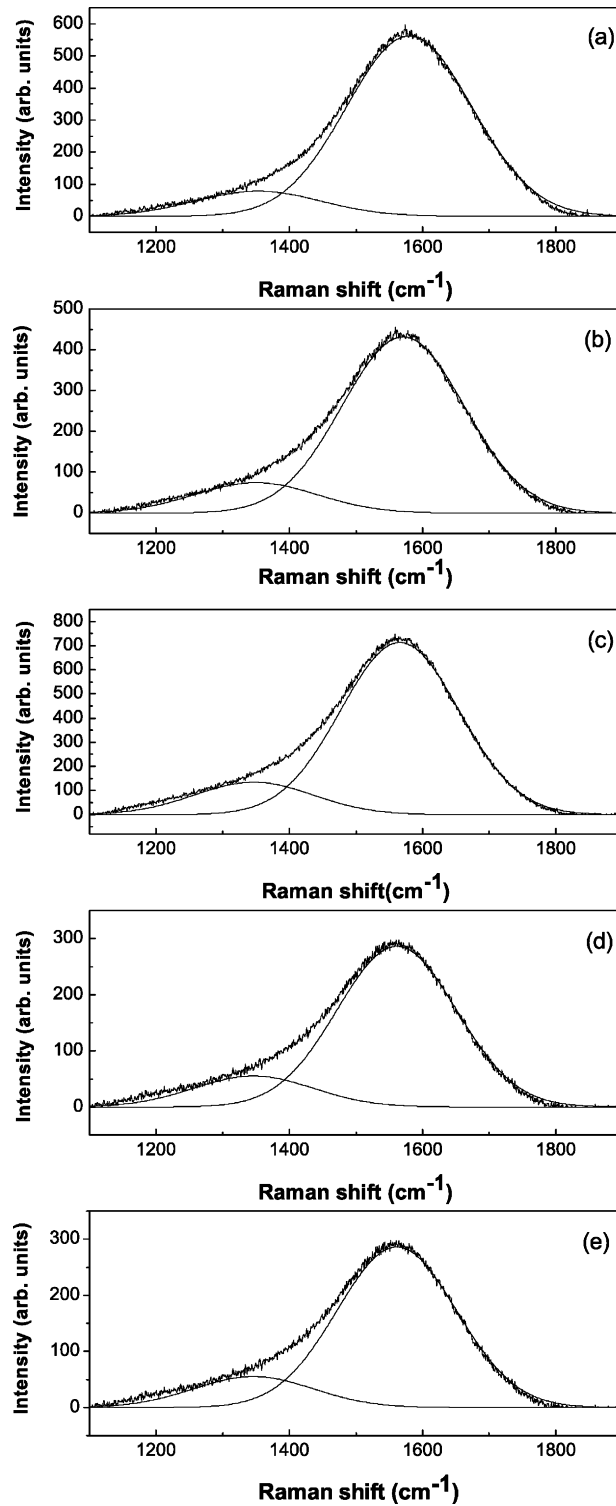 (a)
Intensity (arb. units)
600
500
400
300
200
100
0
1200 1400 1600 1800
Raman shift (cm-1)
(b)
Intensity (arb. units)
500
400
300
200
100
0
1200 1400 1600 1800
Raman shift (cm-1)
(c)
Intensity (arb. units)
800
700
600
500
400
300
200
100
0
1200 1400 1600 1800
Raman shift(cm-1)
(d)
Intensity (arb. units)
300
200
100
0
1200 1400 1600 1800
Raman shift (cm-1)
(e)
Intensity (arb. units)
300
200
100
0
1200 1400 1600 1800
Raman shift (cm-1)